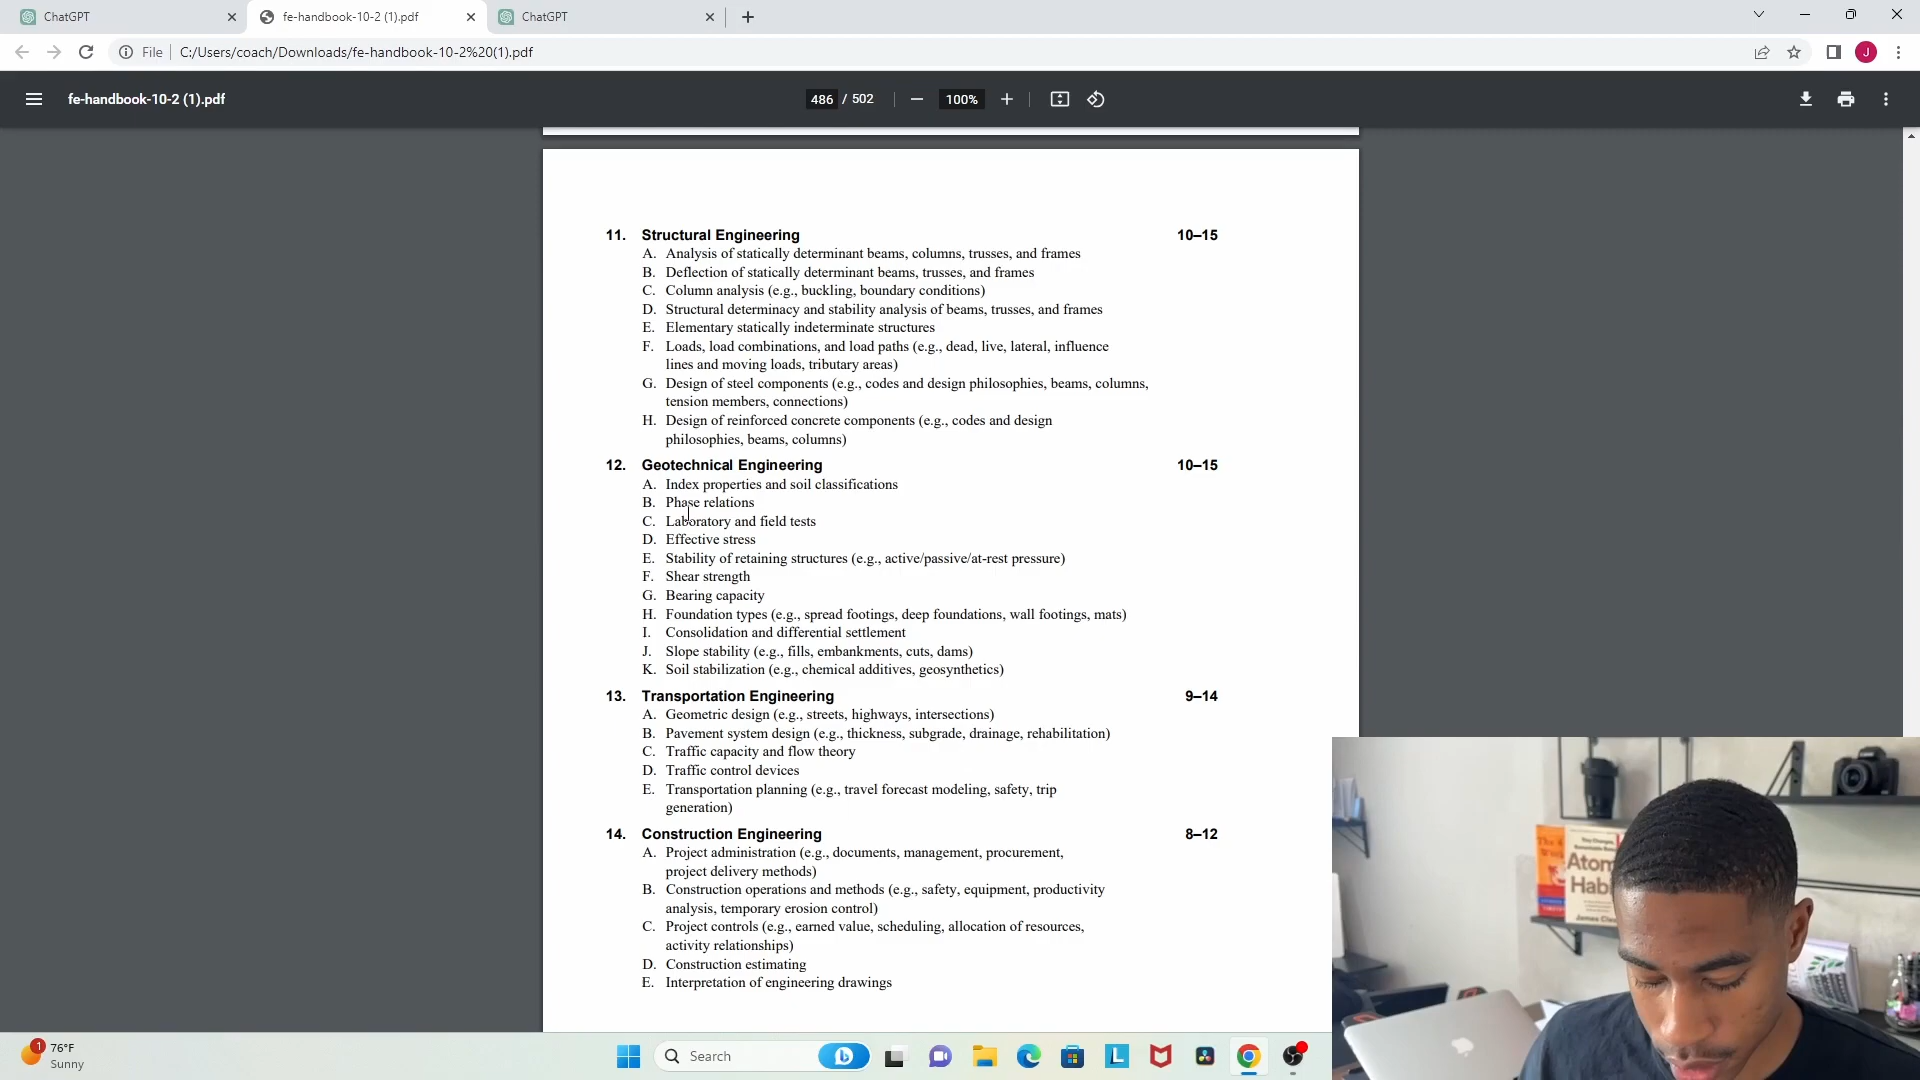 ChatGPT
fe-handbook-10-2 (1).pdf
ChatGPT
File
C:/Users/coach/Downloads/fe-handbook-10-2%20(1).pdf
J
fe-handbook-10-2 (1).pdf
486 / 502
100%
11. Structural Engineering 10–15
A. Analysis of statically determinant beams, columns, trusses, and frames
B. Deflection of statically determinant beams, trusses, and frames
C. Column analysis (e.g., buckling, boundary conditions)
D. Structural determinacy and stability analysis of beams, trusses, and frames
E. Elementary statically indeterminate structures
F. Loads, load combinations, and load paths (e.g., dead, live, lateral, influence
lines and moving loads, tributary areas)
G. Design of steel components (e.g., codes and design philosophies, beams, columns,
tension members, connections)
H. Design of reinforced concrete components (e.g., codes and design
philosophies, beams, columns)
12. Geotechnical Engineering 10–15
A. Index properties and soil classifications
B. Phase relations
C. Laboratory and field tests
D. Effective stress
E. Stability of retaining structures (e.g., active/passive/at-rest pressure)
F. Shear strength
G. Bearing capacity
H. Foundation types (e.g., spread footings, deep foundations, wall footings, mats)
I. Consolidation and differential settlement
J. Slope stability (e.g., fills, embankments, cuts, dams)
K. Soil stabilization (e.g., chemical additives, geosynthetics)
13. Transportation Engineering 9–14
A. Geometric design (e.g., streets, highways, intersections)
B. Pavement system design (e.g., thickness, subgrade, drainage, rehabilitation)
C. Traffic capacity and flow theory
D. Traffic control devices
E. Transportation planning (e.g., travel forecast modeling, safety, trip
generation)
14. Construction Engineering 8–12
A. Project administration (e.g., documents, management, procurement,
project delivery methods)
B. Construction operations and methods (e.g., safety, equipment, productivity
analysis, temporary erosion control)
C. Project controls (e.g., earned value, scheduling, allocation of resources,
activity relationships)
D. Construction estimating
E. Interpretation of engineering drawings
Atom
Hab
James Cle
1
76°F
Sunny
Search
L